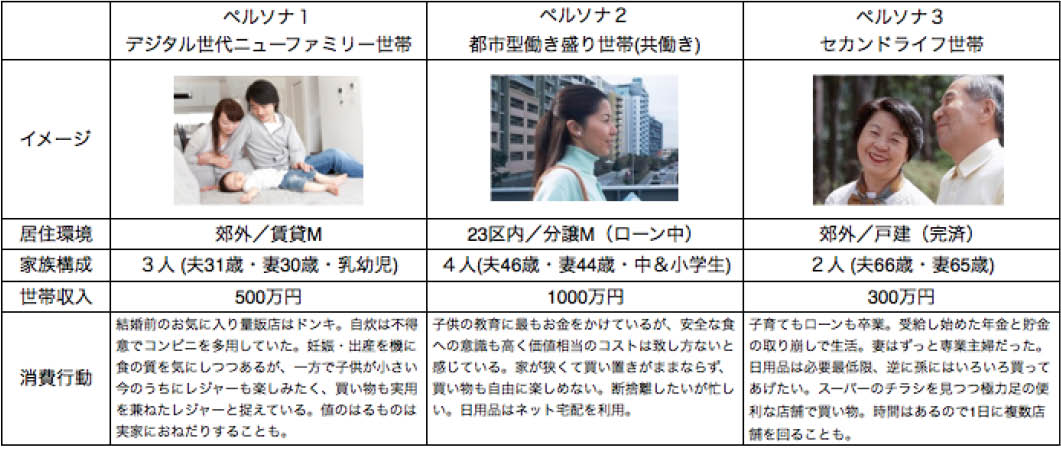 ペルソナ1
デジタル世代ニューファミリー世帯
ペルソナ2
都市型働き盛り世帯(共働き)
ペルソナ3
セカンドライフ世帯
イメージ
居住環境
郊外／賃貸M
23区内／分譲M（ローン中）
郊外／戸建（完済）
家族構成
３人 (夫31歳・妻30歳・乳幼児)
４人(夫46歳・妻44歳・中＆小学生)
２人 (夫66歳・妻65歳)
世帯収入
500万円
1000万円
300万円
消費行動
結婚前のお気に入り量販店はドンキ。自炊は不得
意でコンビニを多用していた。妊娠・出産を機に
食の質を気にしつつあるが、一方で子供が小さい
今のうちにレジャーも楽しみたく、買い物も実用
を兼ねたレジャーと捉えている。値のはるものは
実家におねだりすることも。
子供の教育に最もお金をかけているが、安全な食
への意識も高く価値相当のコストは致し方ないと
感じている。家が狭くて買い置きがままならず、
買い物も自由に楽しめない。断捨離したいが忙し
い。日用品はネット宅配を利用。
子育てもローンも卒業。受給し始めた年金と貯金
の取り崩しで生活。妻はずっと専業主婦だった。
日用品は必要最低限、逆に孫にはいろいろ買って
あげたい。スーパーのチラシを見つつ極力足の便
利な店舗で買い物。時間はあるので1日に複数店
舗を回ることも。